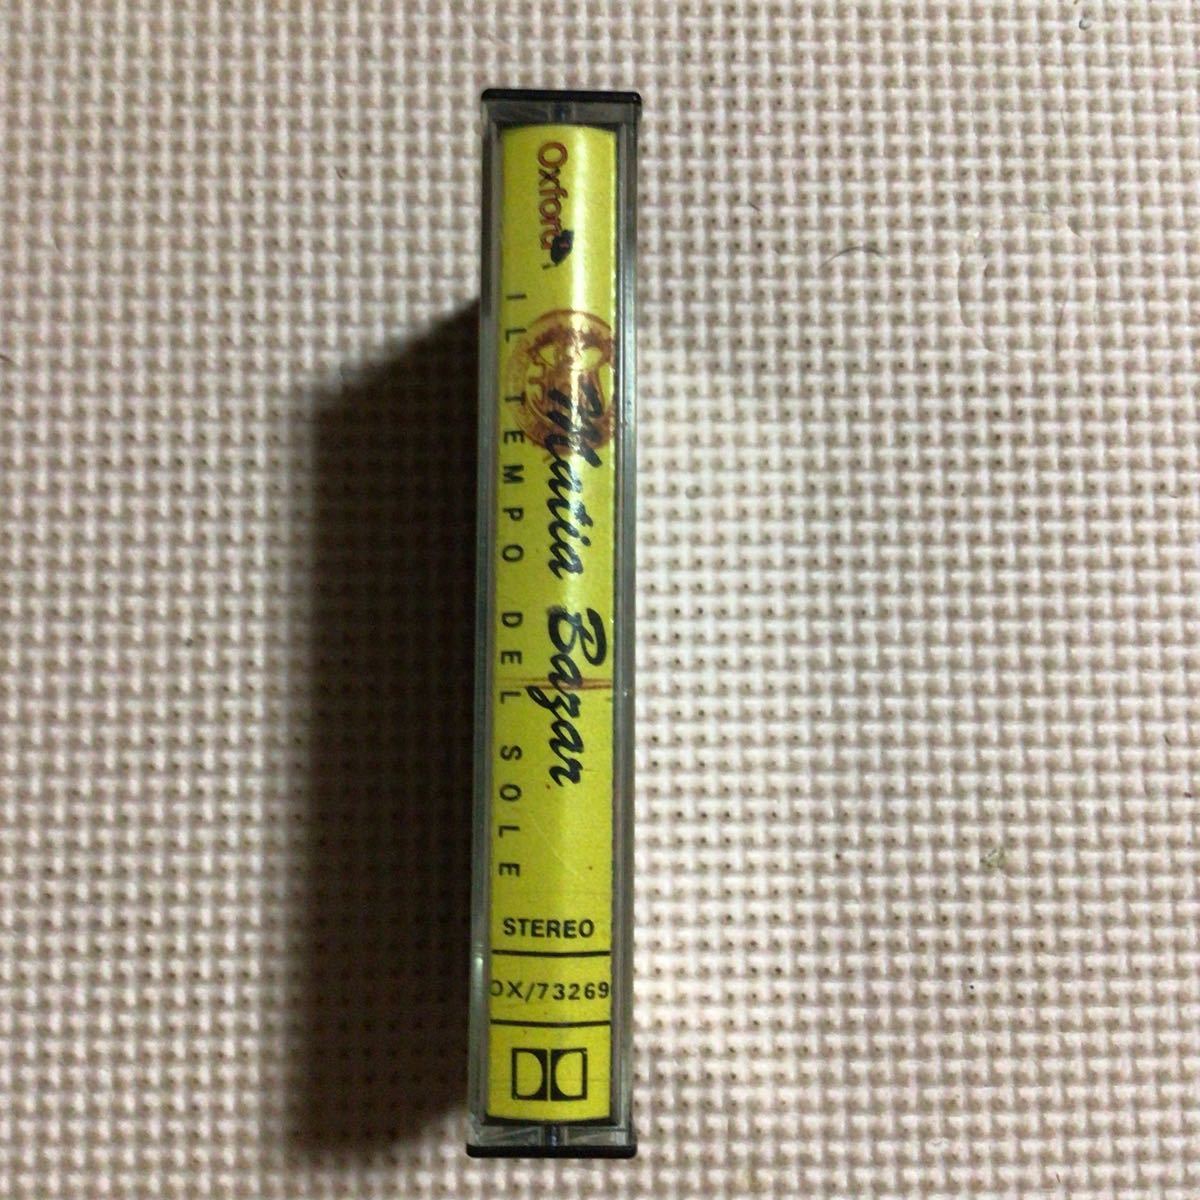 Oxford
Matia Bazar
IL TEMPO DEL SOLE
STEREO
OX/73269